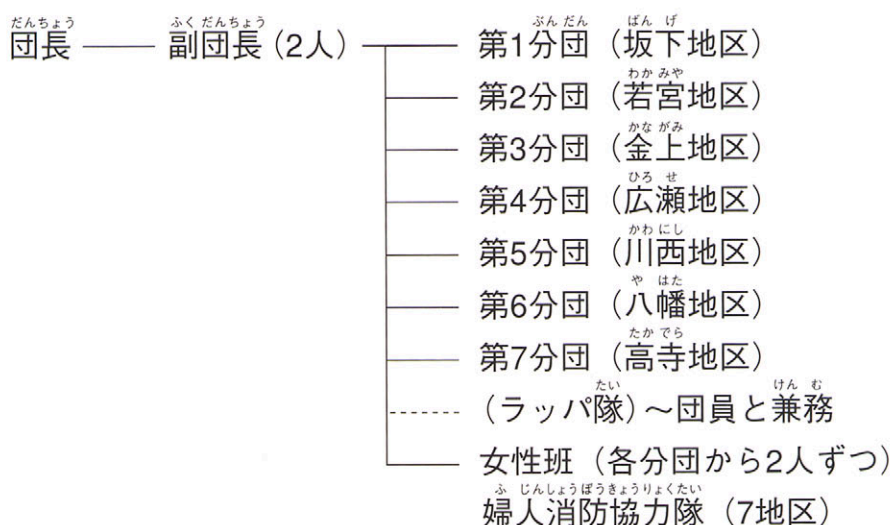 団長 副団長(2人) 第1分団(坂下地区)
第2分団(若宮地区)
第3分団(金上地区)
第4分団(広瀬地区)
第5分団(川西地区)
第6分団(八幡地区)
第7分団(高寺地区)
(ラッパ隊)~団員と兼務
女性班(各分団から2人ずつ)
婦人消防協力隊(7地区)